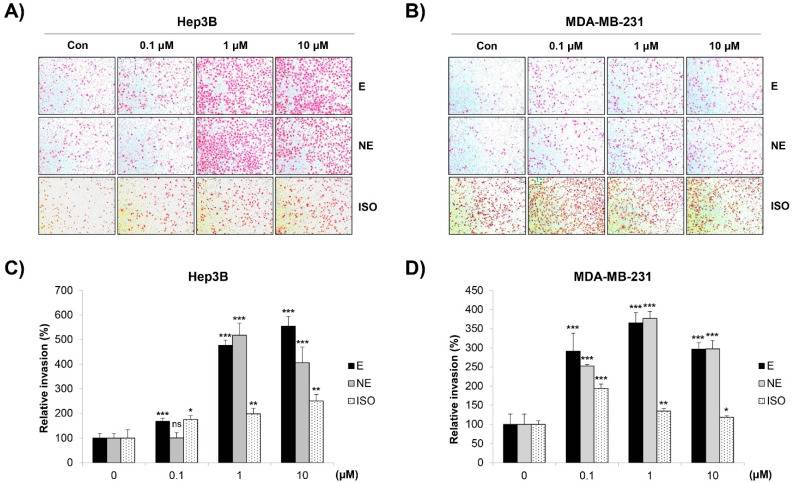 A)
Hep3B
Con 0.1 µM 1 µM 10 µM
E
NE
ISO
B)
MDA-MB-231
Con 0.1 µM 1 µM 10 µM
E
NE
ISO
C)
Hep3B
Relative invasion (%)
700
600
500
400
300
200
100
0
*** ns *
*** *** **
*** *** **
0 0.1 1 10 (µM)
E
NE
ISO
D)
MDA-MB-231
Relative invasion (%)
450
400
350
300
250
200
150
100
50
0
*** *** ***
*** *** **
*** *** *
0 0.1 1 10 (µM)
E
NE
ISO